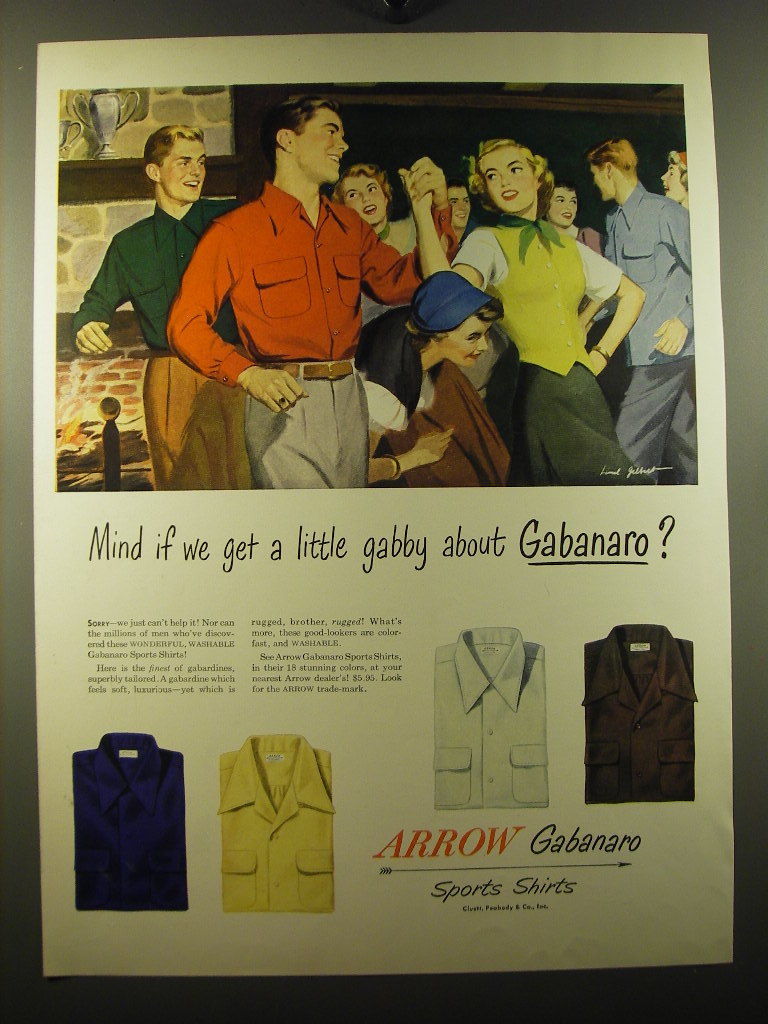 Lionel Gilbert
Mind if we get a little gabby about Gabanaro?
SORRY—we just can't help it! Nor can
the millions of men who've discov-
ered these WONDERFUL, WASHABLE
Gabanaro Sports Shirts!
Here is the finest of gabardines,
superbly tailored. A gabardine which
feels soft, luxurious—yet which is
rugged, brother, rugged! What's
more, these good-lookers are color-
fast, and WASHABLE.
See Arrow Gabanaro Sports Shirts,
in their 18 stunning colors, at your
nearest Arrow dealer's! $5.95. Look
for the ARROW trade-mark.
ARROW Gabanaro
Sports Shirts
Cluett, Peabody & Co., Inc.